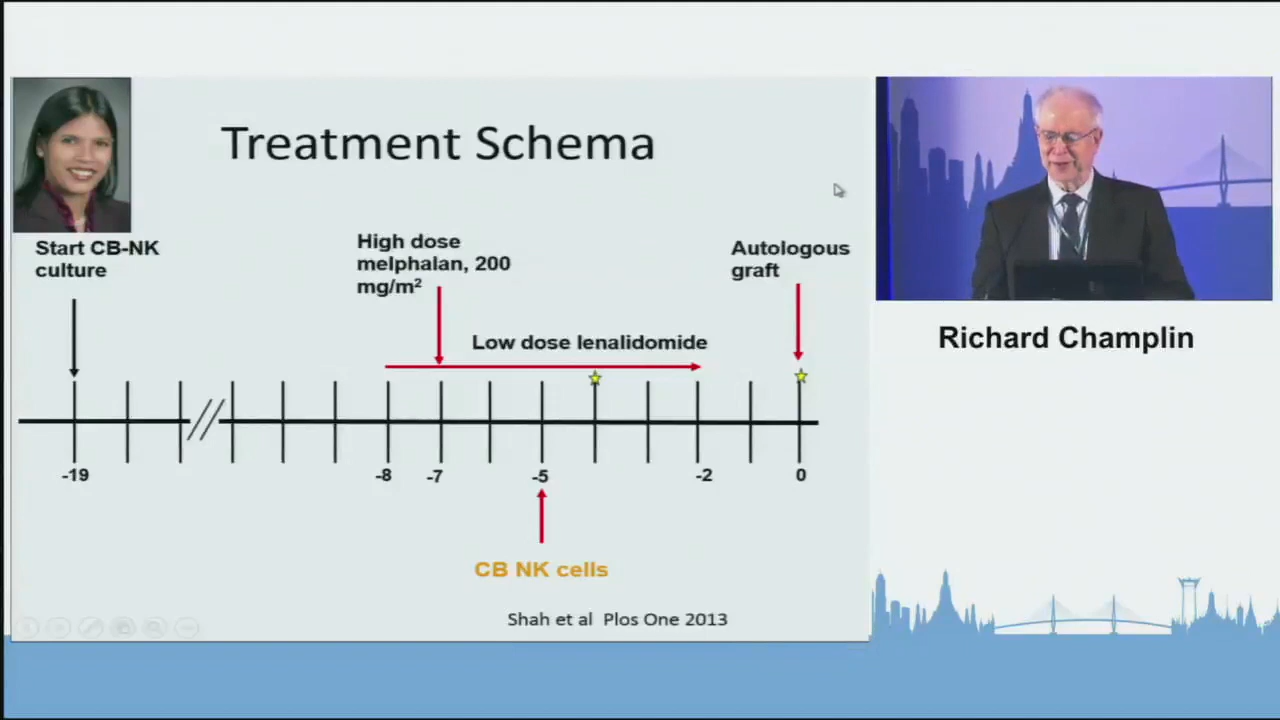 Treatment Schema
Start CB-NK
culture
High dose
melphalan, 200
mg/m²
Autologous
graft
Low dose lenalidomide
-19
-8
-7
-5
-2
0
CB NK cells
Shah et al Plos One 2013
Richard Champlin